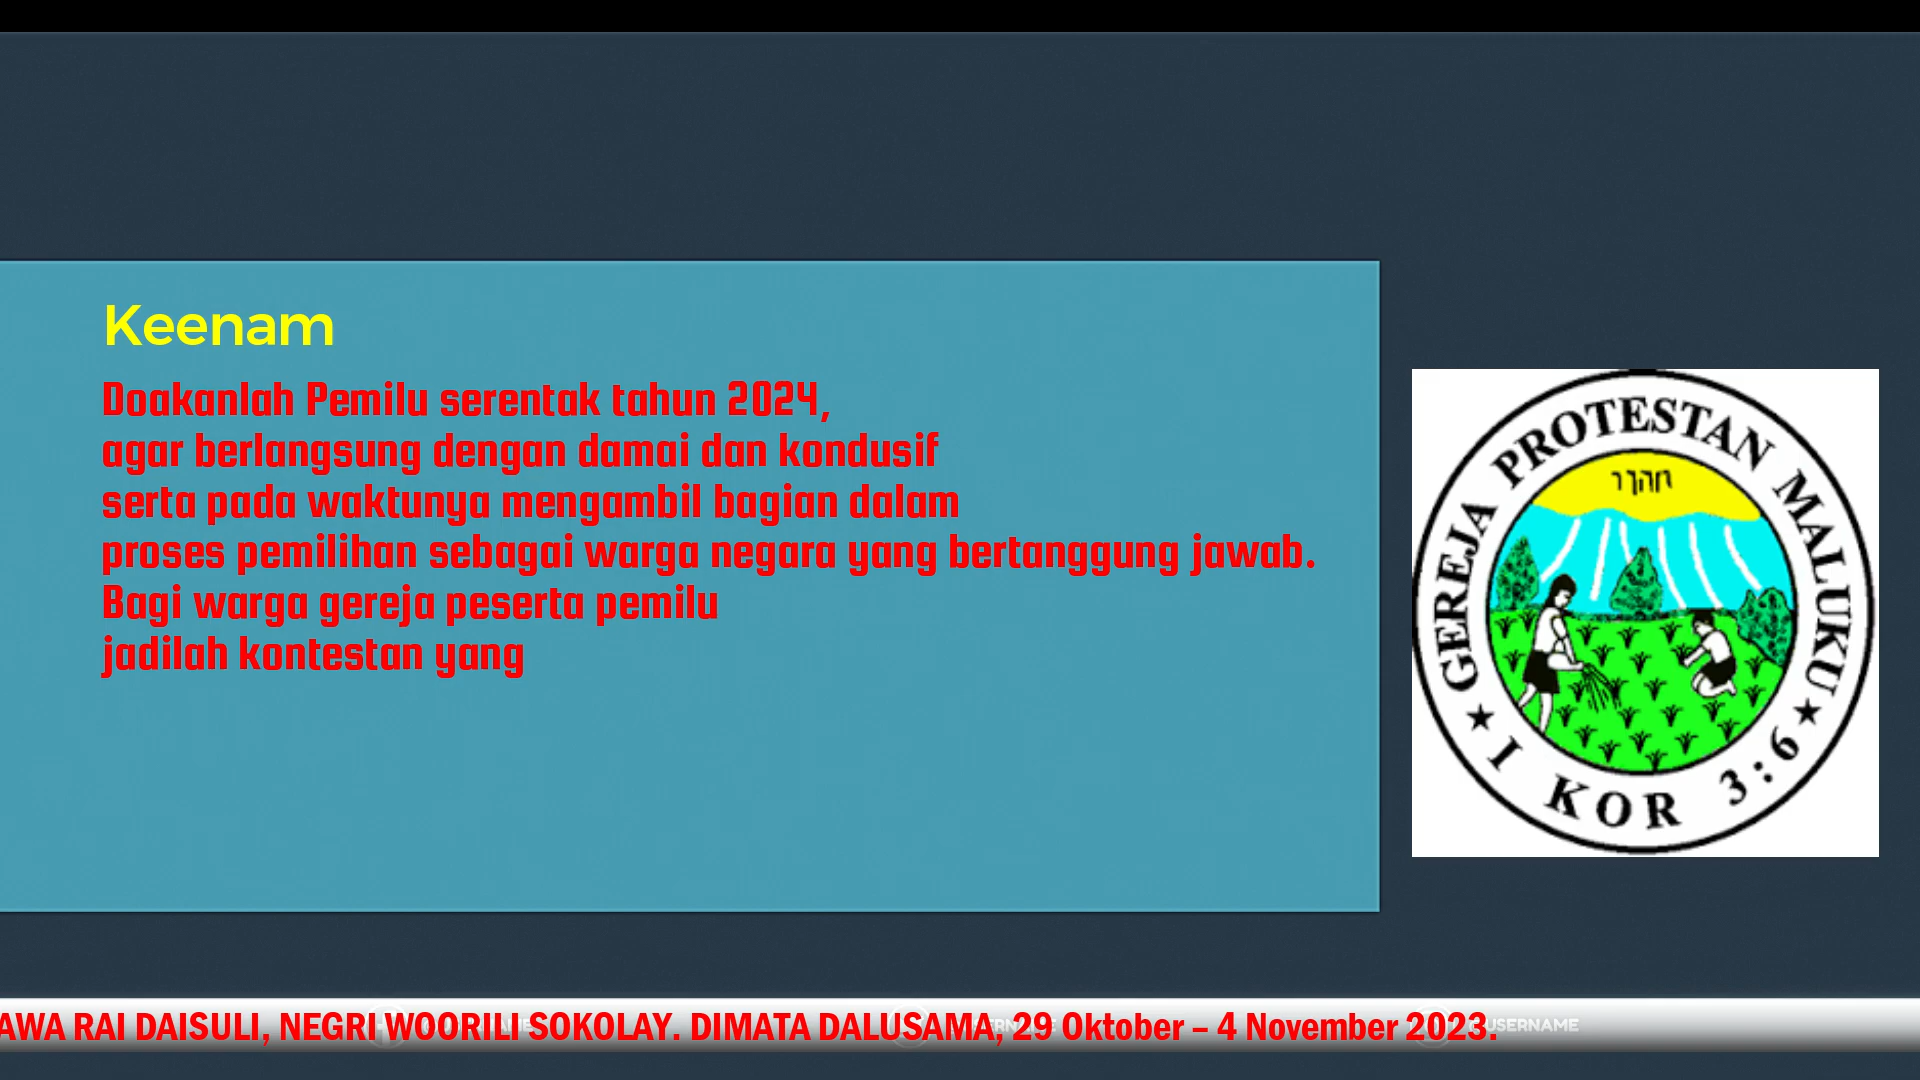 Keenam
Doakanlah Pemilu serentak tahun 2024,
agar berlangsung dengan damai dan kondusif
serta pada waktunya mengambil bagian dalam
proses pemilihan sebagai warga negara yang bertanggung jawab.
Bagi warga gereja peserta pemilu
jadilah kontestan yang
GEREJA PROTESTAN MALUKU
I KOR 3:6
AWA RAI DAISULI, NEGRI WOORILI SOKOLAY. DIMATA DALUSAMA, 29 Oktober – 4 November 2023.
USERNAME